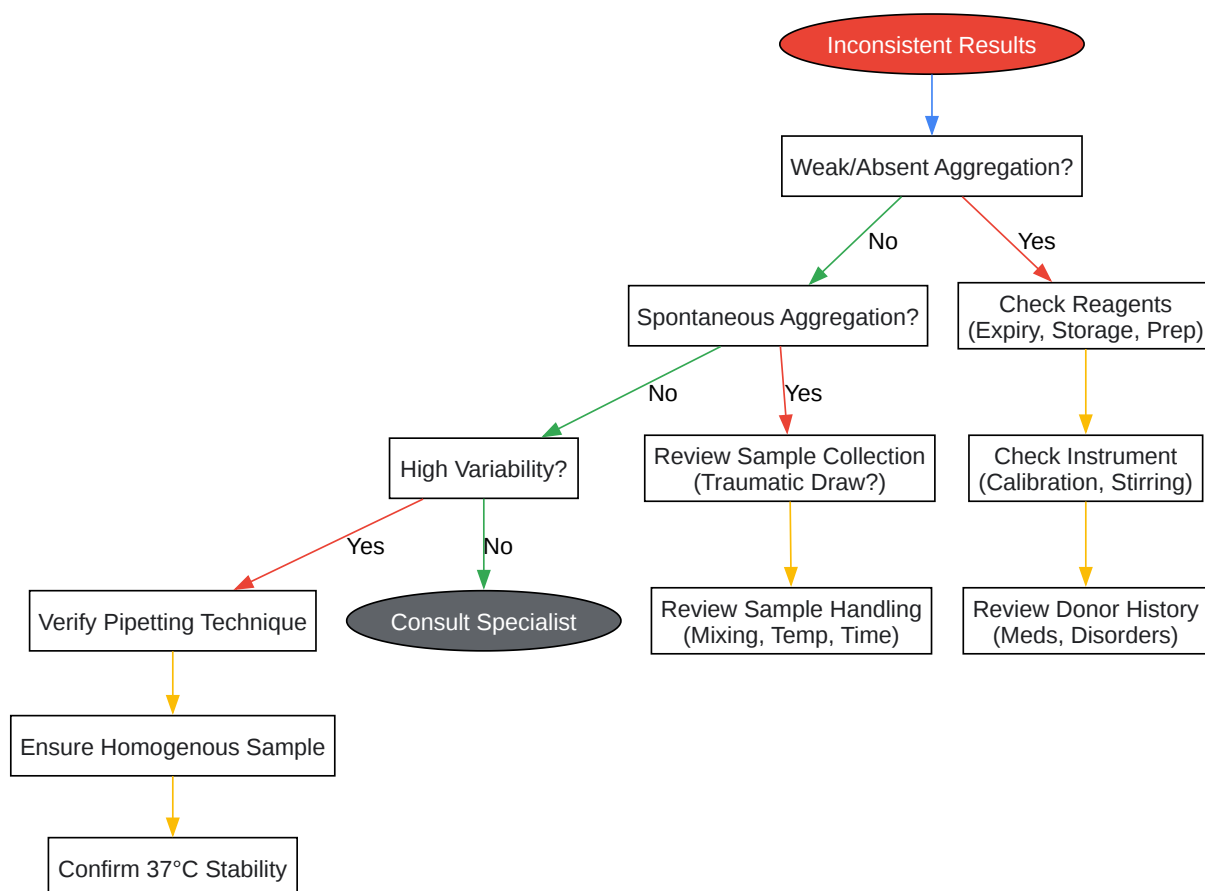 Inconsistent Results
Weak/Absent Aggregation?
No
Yes
Spontaneous Aggregation?
Check Reagents
(Expiry, Storage, Prep)
No
Yes
High Variability?
Review Sample Collection
(Traumatic Draw?)
Check Instrument
(Calibration, Stirring)
Yes
No
Verify Pipetting Technique
Consult Specialist
Review Sample Handling
(Mixing, Temp, Time)
Review Donor History
(Meds, Disorders)
Ensure Homogenous Sample
Confirm 37°C Stability